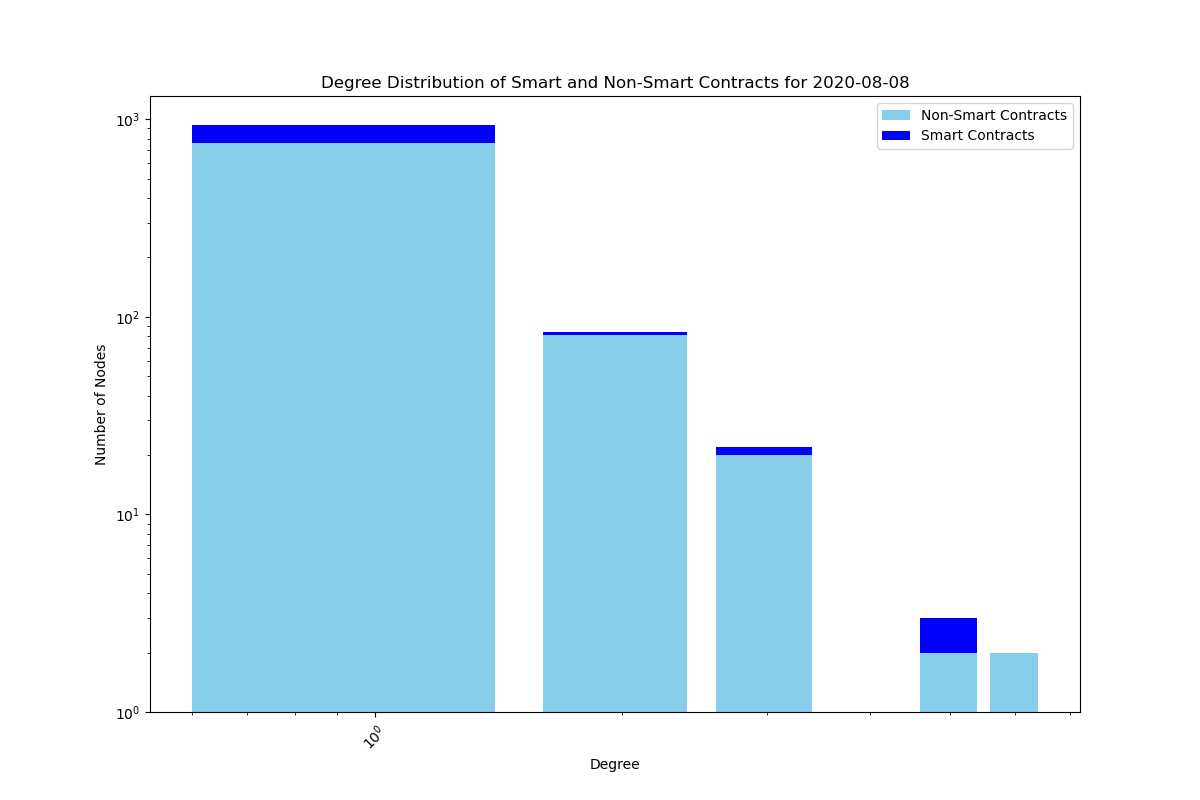 Degree Distribution of Smart and Non-Smart Contracts for 2020-08-08
Non-Smart Contracts
Smart Contracts
10³
10²
10¹
10⁰
Number of Nodes
10⁰
Degree